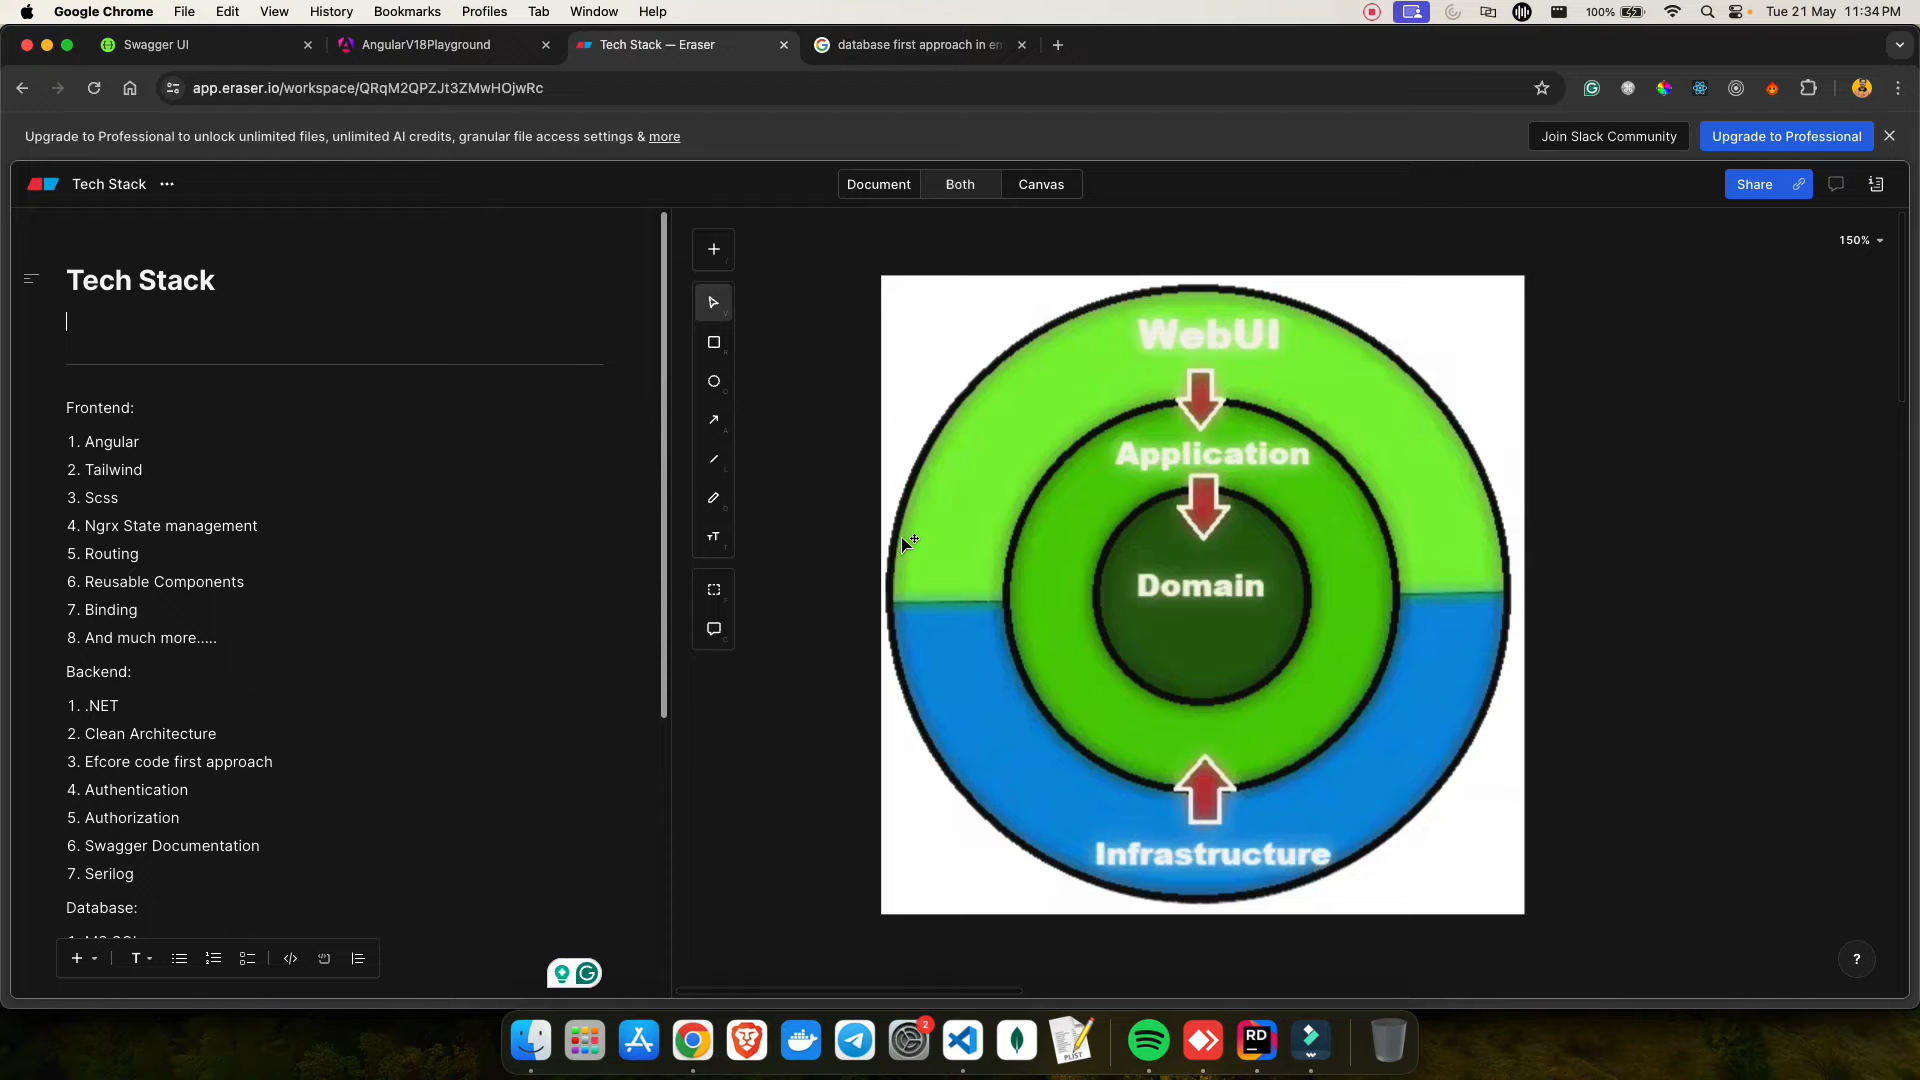 Google Chrome File Edit View History Bookmarks Profiles Tab Window Help 100% Tue 21 May 11:34 PM
Swagger UI AngularV18Playground Tech Stack — Eraser database first approach in en
app.eraser.io/workspace/QRqM2QPZJt3ZMwHOjwRc
Upgrade to Professional to unlock unlimited files, unlimited AI credits, granular file access settings & more Join Slack Community Upgrade to Professional
Tech Stack ••• Document Both Canvas Share
150%
Tech Stack
Frontend:
1. Angular
2. Tailwind
3. Scss
4. Ngrx State management
5. Routing
6. Reusable Components
7. Binding
8. And much more.....
Backend:
1. .NET
2. Clean Architecture
3. Efcore code first approach
4. Authentication
5. Authorization
6. Swagger Documentation
7. Serilog
Database:
WebUI
Application
Domain
Infrastructure
T
?
2
PLIST
RD